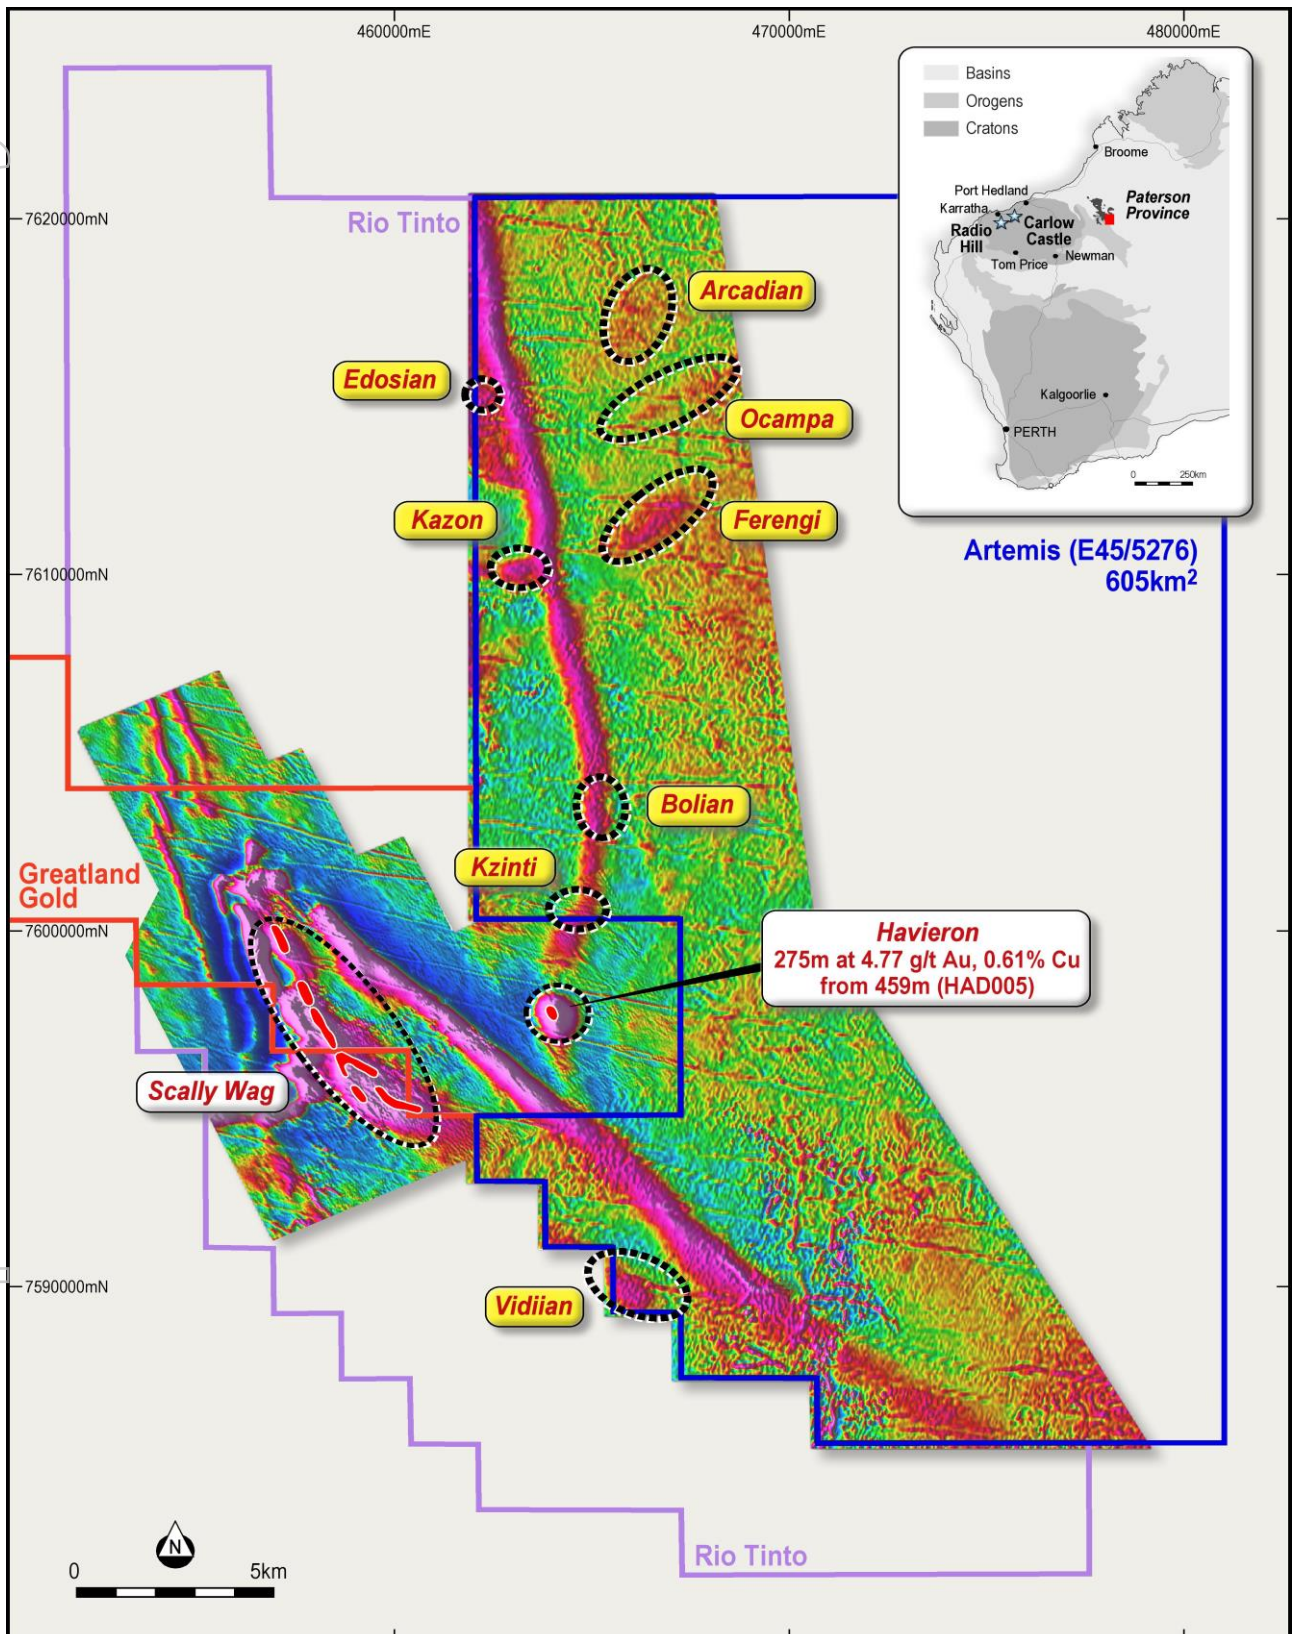 460000mE
470000mE
480000mE
Basins
Orogens
Cratons
Broome
Port Hedland
Karratha
Paterson
Province
Radio
Hill
Carlow
Castle
Tom Price
Newman
Kalgoorlie
PERTH
0
250km
7620000mN
Rio Tinto
Arcadian
Edosian
Ocampa
Kazon
Ferengi
Artemis (E45/5276)
605km²
7610000mN
Bolian
Kzinti
Greatland
Gold
7600000mN
Havieron
275m at 4.77 g/t Au, 0.61% Cu
from 459m (HAD005)
Scally Wag
7590000mN
Vidiian
N
0
5km
Rio Tinto